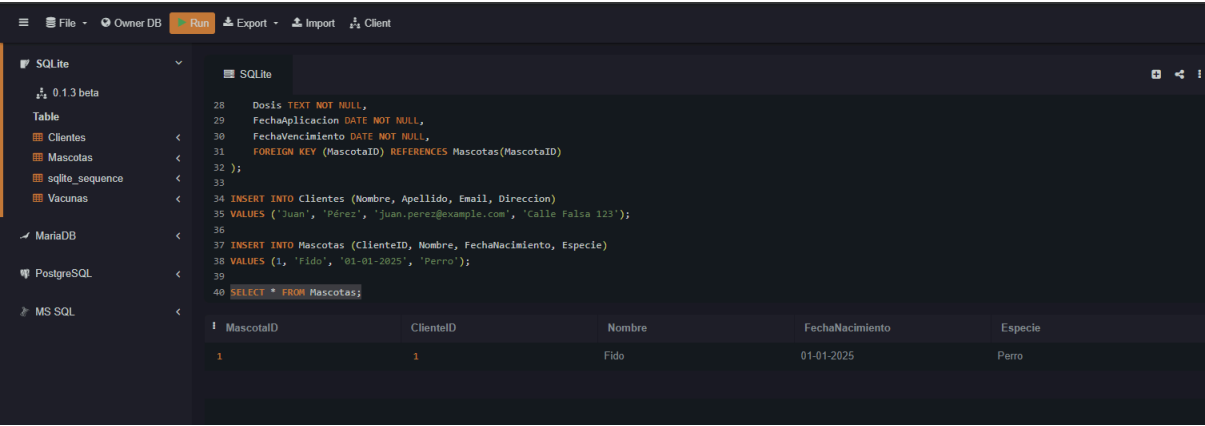 File Owner DB Run Export Import Client
SQLite
0.1.3 beta
Table
Clientes
Mascotas
sqlite_sequence
Vacunas
MariaDB
PostgreSQL
MS SQL
SQLite
28 Dosis TEXT NOT NULL,
29 FechaAplicacion DATE NOT NULL,
30 FechaVencimiento DATE NOT NULL,
31 FOREIGN KEY (MascotaID) REFERENCES Mascotas(MascotaID)
32 );
33
34 INSERT INTO Clientes (Nombre, Apellido, Email, Direccion)
35 VALUES ('Juan', 'Pérez', 'juan.perez@example.com', 'Calle Falsa 123');
36
37 INSERT INTO Mascotas (ClienteID, Nombre, FechaNacimiento, Especie)
38 VALUES (1, 'Fido', '01-01-2025', 'Perro');
39
40 SELECT * FROM Mascotas;
MascotaID ClienteID Nombre FechaNacimiento Especie
1 1 Fido 01-01-2025 Perro